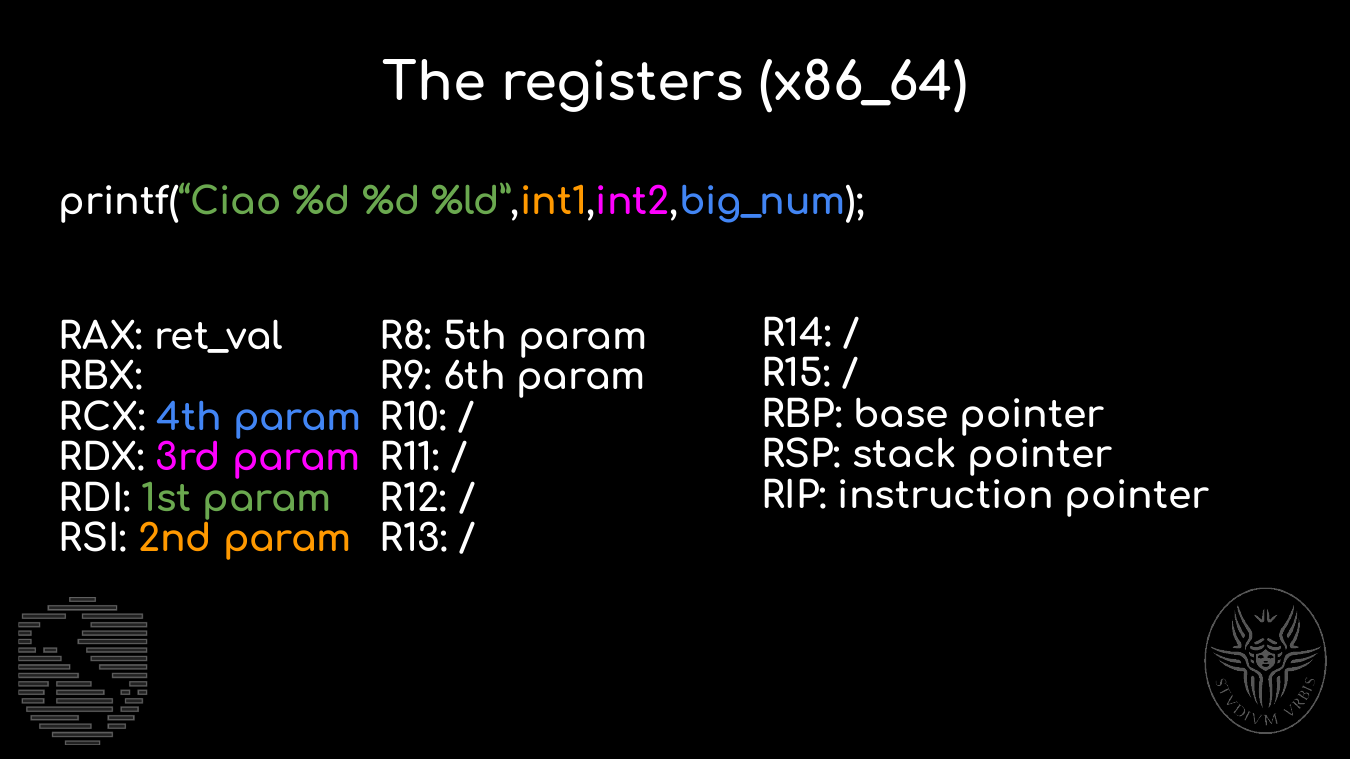 The registers (x86_64)
printf(“Ciao %d %d %ld”,int1,int2,big_num);
RAX: ret_val
RBX:
RCX: 4th param
RDX: 3rd param
RDI: 1st param
RSI: 2nd param
R8: 5th param
R9: 6th param
R10: /
R11: /
R12: /
R13: /
R14: /
R15: /
RBP: base pointer
RSP: stack pointer
RIP: instruction pointer
STVDIVM VRBIS